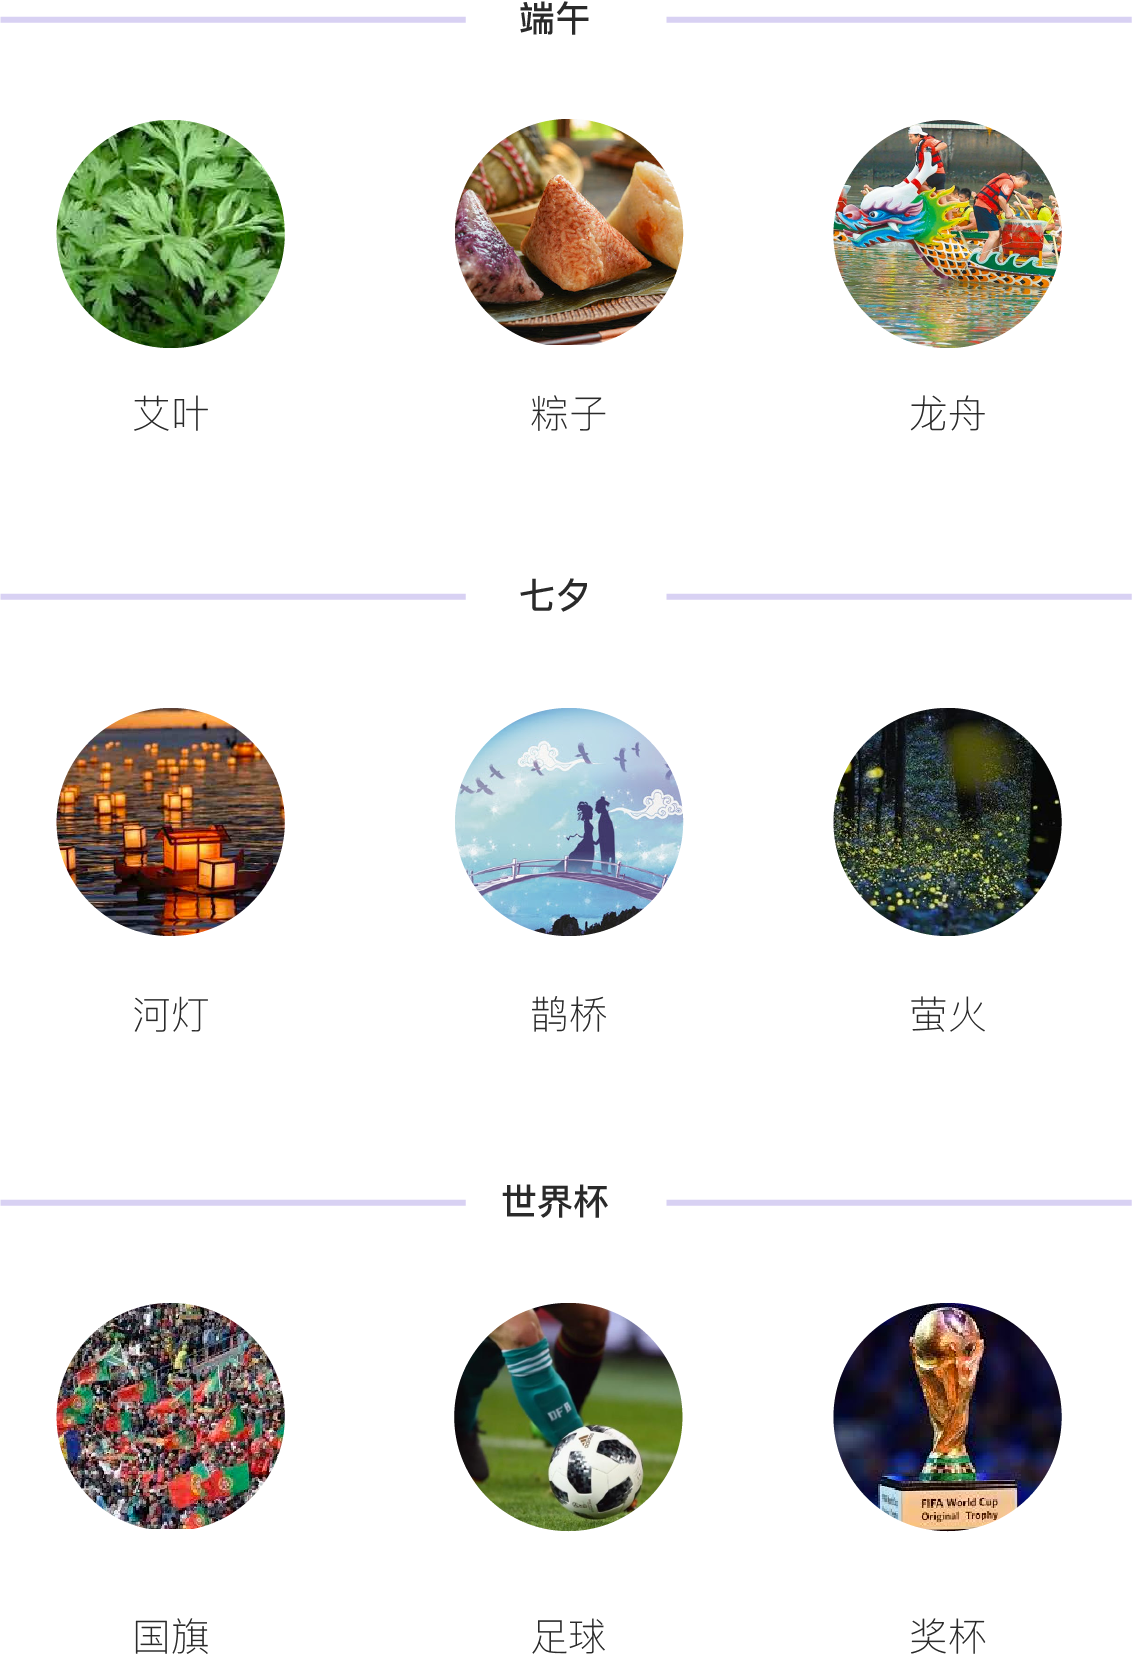 端午
艾叶
粽子
龙舟
七夕
河灯
鹊桥
萤火
世界杯
DFB
FIFA World Cup
Original Trophy
国旗
足球
奖杯